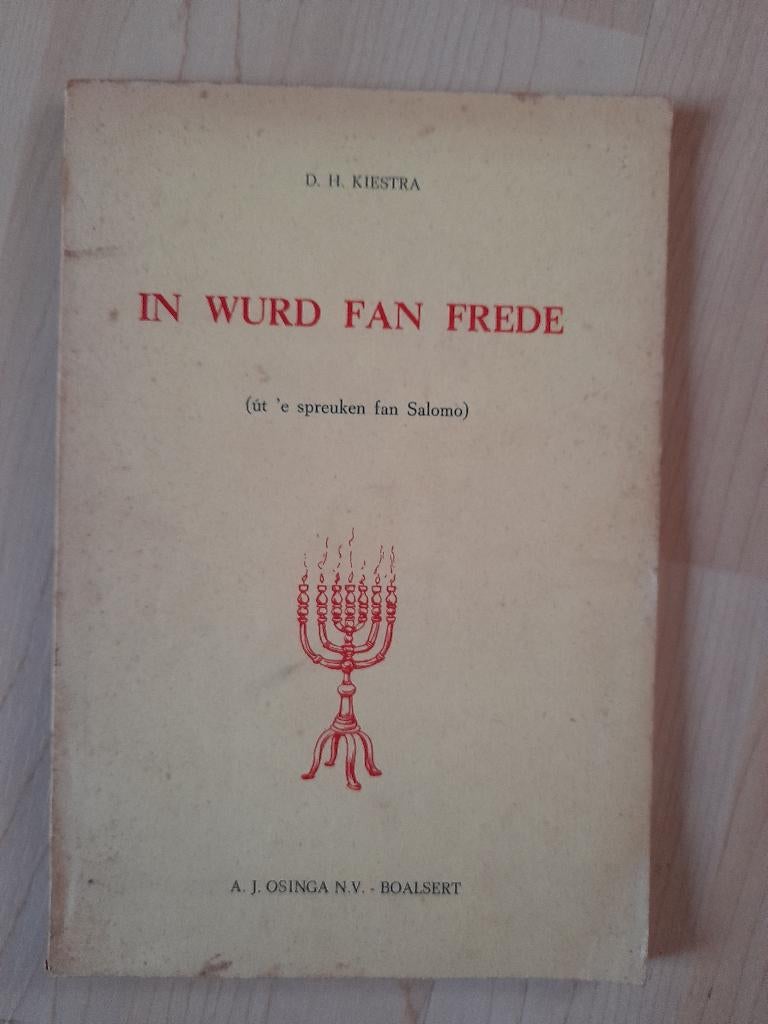 D. H. KIESTRA
IN WURD FAN FREDE
(út 'e spreuken fan Salomo)
A. J. OSINGA N.V. - BOALSERT